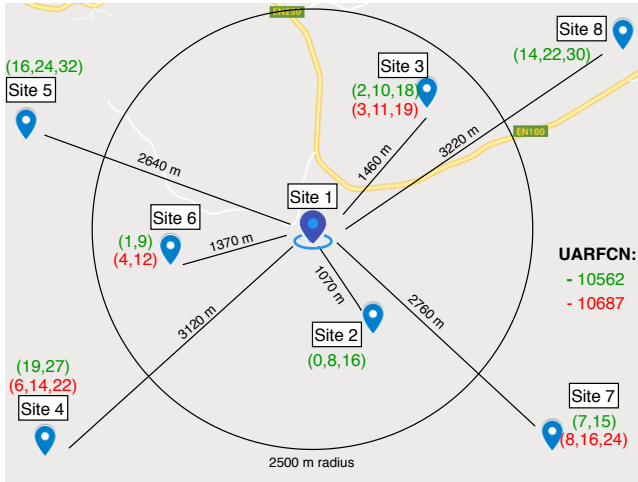 EN250
Site 8
(14,22,30)
(16,24,32)
Site 5
Site 3
(2,10,18)
(3,11,19)
EN100
2640 m
1460 m
3220 m
Site 1
Site 6
(1,9)
(4,12)
1370 m
UARFCN:
- 10562
- 10687
1070 m
2760 m
3120 m
Site 2
(0,8,16)
(19,27)
(6,14,22)
Site 4
Site 7
(7,15)
(8,16,24)
2500 m radius